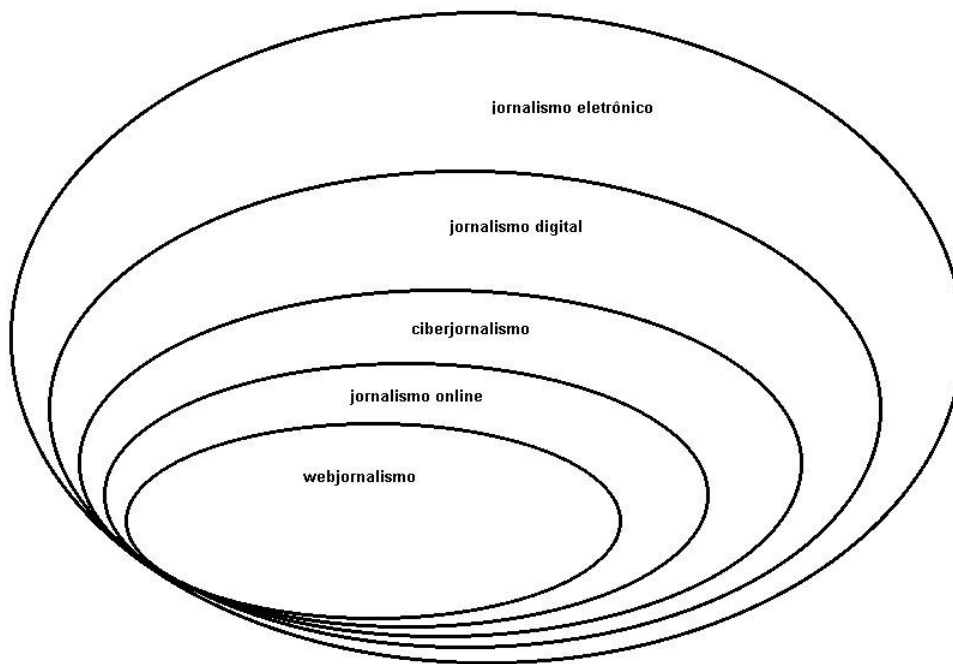 jornalismo eletrônico
jornalismo digital
ciberjornalismo
jornalismo online
webjornalismo